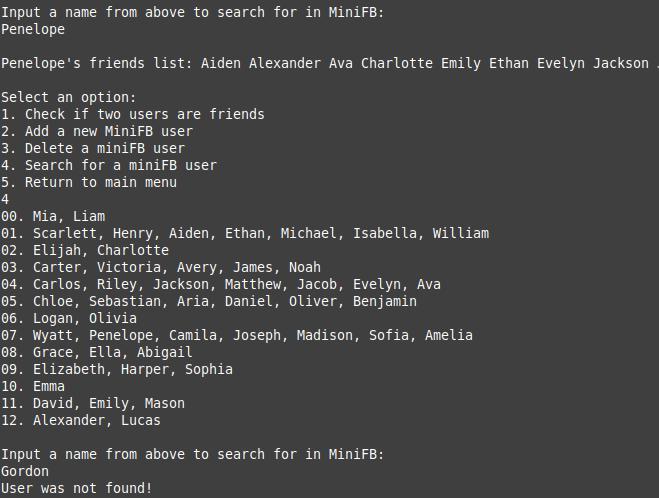 Input a name from above to search for in MiniFB:
Penelope
Penelope's friends list: Aiden Alexander Ava Charlotte Emily Ethan Evelyn Jackson
Select an option:
1. Check if two users are friends
2. Add a new MiniFB user
3. Delete a miniFB user
4. Search for a miniFB user
5. Return to main menu
4
00. Mia, Liam
01. Scarlett, Henry, Aiden, Ethan, Michael, Isabella, William
02. Elijah, Charlotte
03. Carter, Victoria, Avery, James, Noah
04. Carlos, Riley, Jackson, Matthew, Jacob, Evelyn, Ava
05. Chloe, Sebastian, Aria, Daniel, Oliver, Benjamin
06. Logan, Olivia
07. Wyatt, Penelope, Camila, Joseph, Madison, Sofia, Amelia
08. Grace, Ella, Abigail
09. Elizabeth, Harper, Sophia
10. Emma
11. David, Emily, Mason
12. Alexander, Lucas
Input a name from above to search for in MiniFB:
Gordon
User was not found!